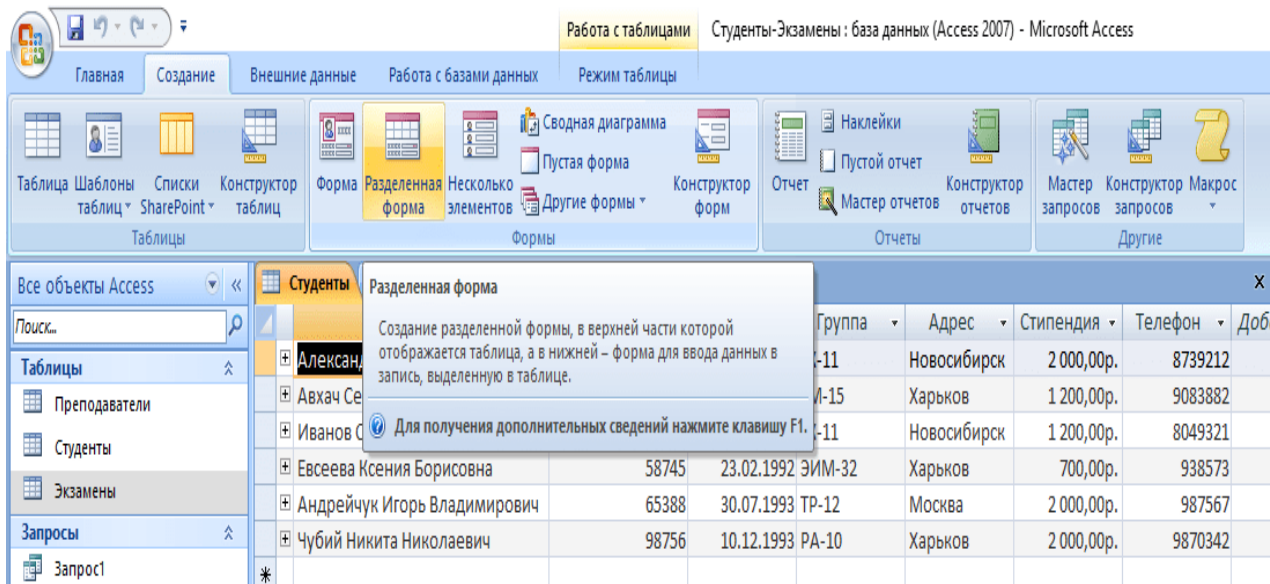 Работа с таблицами
Студенты-Экзамены : база данных (Access 2007) - Microsoft Access
Главная Создание Внешние данные Работа с базами данных Режим таблицы
Таблица
Шаблоны таблиц
Списки SharePoint
Конструктор таблиц
Таблицы
Форма
Разделенная форма
Несколько элементов
Сводная диаграмма
Пустая форма
Другие формы
Конструктор форм
Формы
Отчет
Наклейки
Пустой отчет
Мастер отчетов
Конструктор отчетов
Отчеты
Мастер запросов
Конструктор запросов
Макрос
Другие
Все объекты Access
Поиск...
Таблицы
Преподаватели
Студенты
Экзамены
Запросы
Запрос1
Студенты
Разделенная форма
Создание разделенной формы, в верхней части которой
отображается таблица, а в нижней – форма для ввода данных в
запись, выделенную в таблице.
Для получения дополнительных сведений нажмите клавишу F1.
Группа Адрес Стипендия Телефон Доб
Александ -11 Новосибирск 2 000,00р. 8739212
Авхач Се М-15 Харьков 1 200,00р. 9083882
Иванов С -11 Новосибирск 1 200,00р. 8049321
Евсеева Ксения Борисовна 58745 23.02.1992 ЭИМ-32 Харьков 700,00р. 938573
Андрейчук Игорь Владимирович 65388 30.07.1993 ТР-12 Москва 2 000,00р. 987567
Чубий Никита Николаевич 98756 10.12.1993 РА-10 Харьков 2 000,00р. 9870342